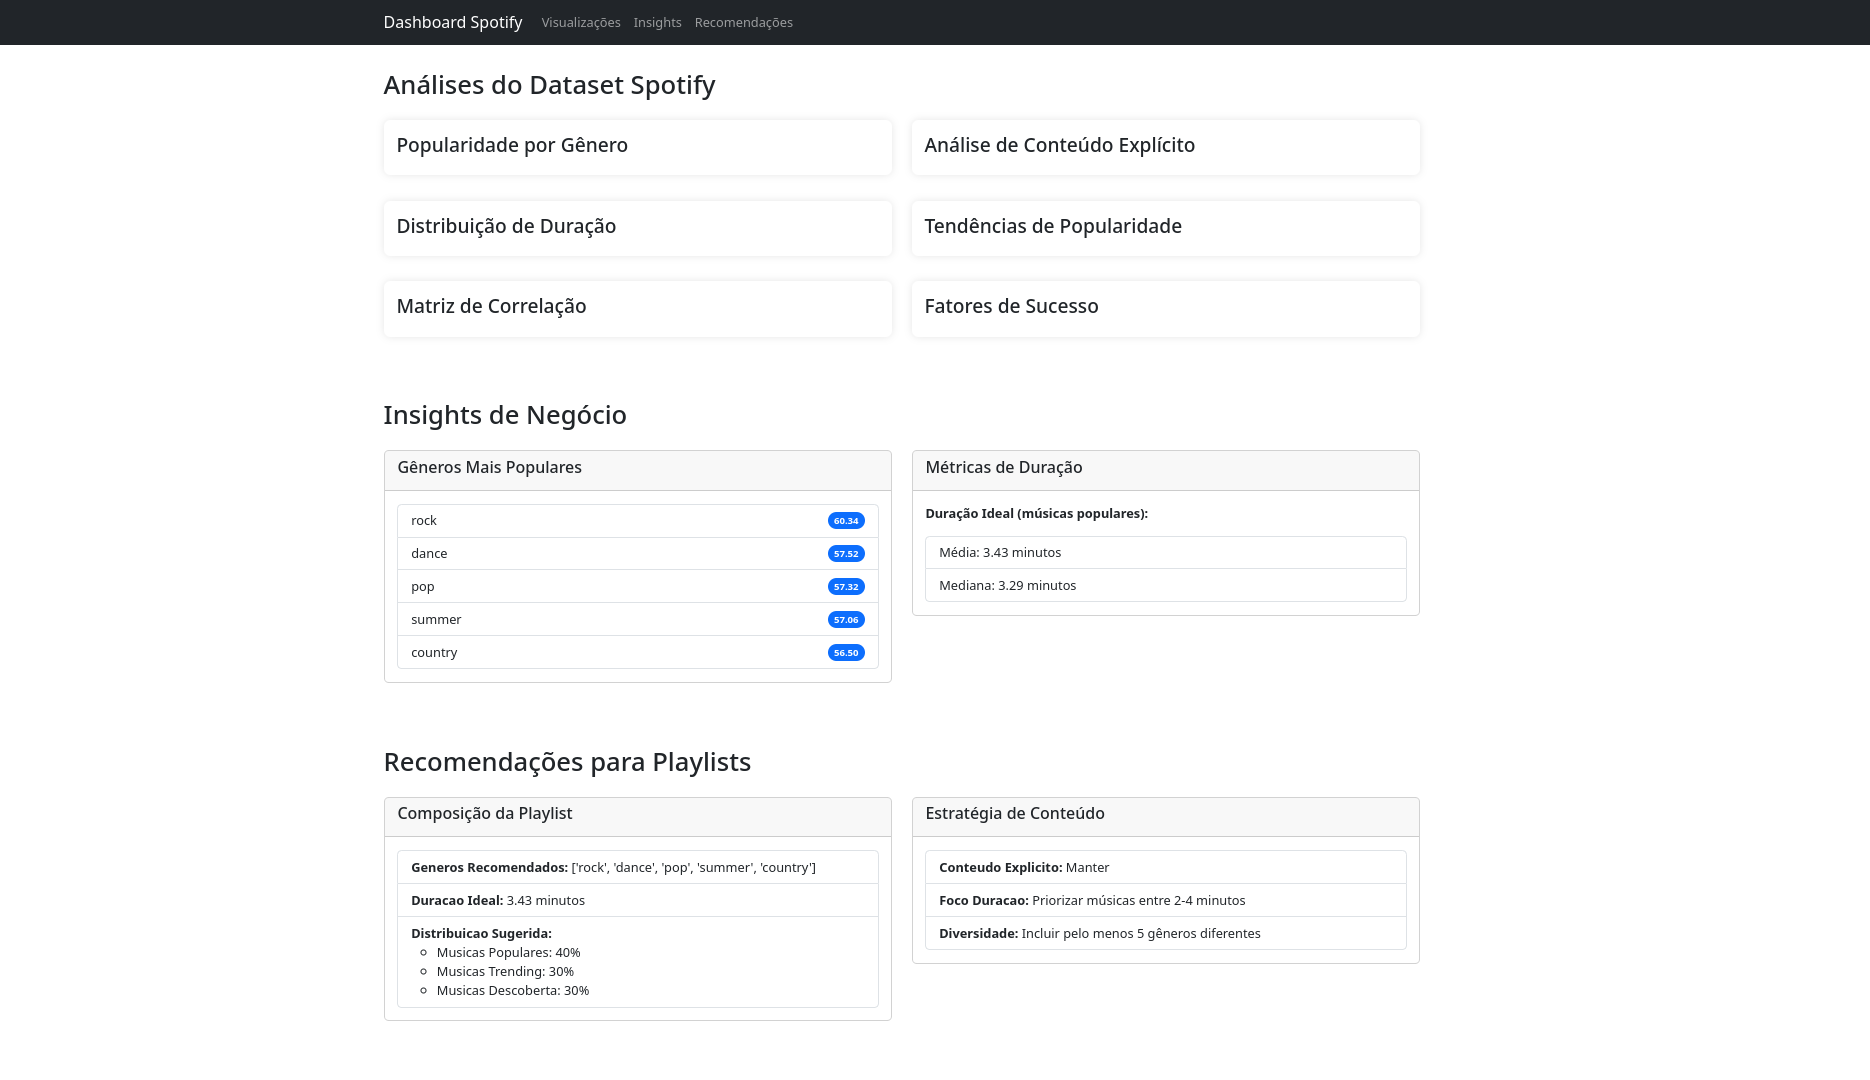 Dashboard Spotify Visualizações Insights Recomendações
Análises do Dataset Spotify
Popularidade por Gênero
Análise de Conteúdo Explícito
Distribuição de Duração
Tendências de Popularidade
Matriz de Correlação
Fatores de Sucesso
Insights de Negócio
Gêneros Mais Populares
rock 60.34
dance 57.52
pop 57.32
summer 57.06
country 56.50
Métricas de Duração
Duração Ideal (músicas populares):
Média: 3.43 minutos
Mediana: 3.29 minutos
Recomendações para Playlists
Composição da Playlist
Generos Recomendados: ['rock', 'dance', 'pop', 'summer', 'country']
Duracao Ideal: 3.43 minutos
Distribuicao Sugerida:
Musicas Populares: 40%
Musicas Trending: 30%
Musicas Descoberta: 30%
Estratégia de Conteúdo
Conteudo Explicito: Manter
Foco Duracao: Priorizar músicas entre 2-4 minutos
Diversidade: Incluir pelo menos 5 gêneros diferentes